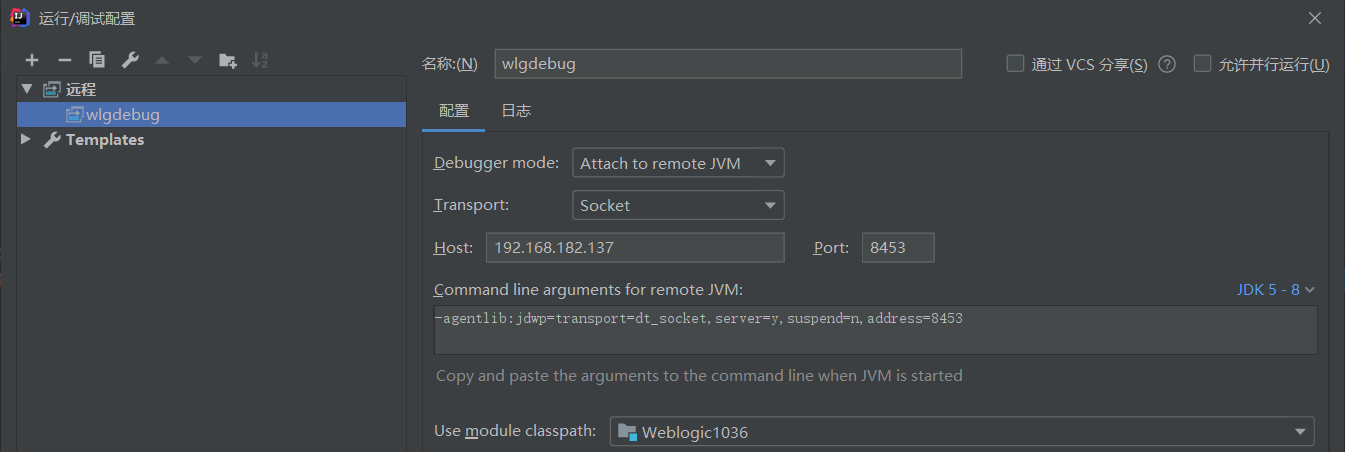 运行/调试配置
名称:(N) wlgdebug 通过 VCS 分享(S) 允许并行运行(U)
远程
wlgdebug
Templates
配置 日志
Debugger mode: Attach to remote JVM
Transport: Socket
Host: 192.168.182.137 Port: 8453
Command line arguments for remote JVM: JDK 5 - 8
-agentlib:jdwp=transport=dt_socket,server=y,suspend=n,address=8453
Copy and paste the arguments to the command line when JVM is started
Use module classpath: Weblogic1036